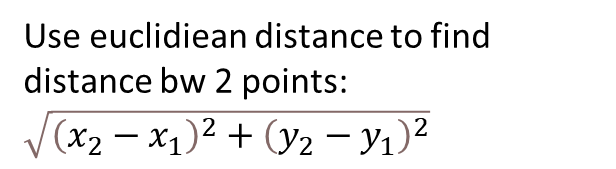 Use euclidiean distance to find
distance bw 2 points:
√(x₂ − x₁)² + (y₂ − y₁)²